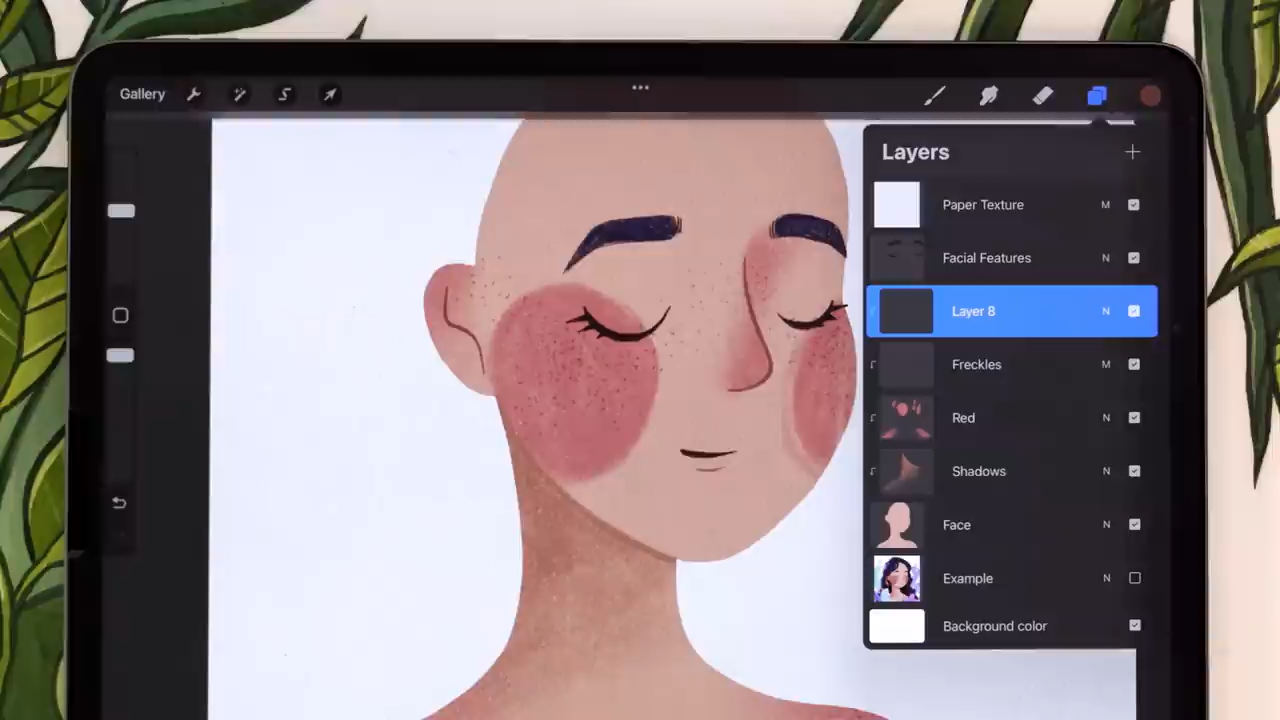 Gallery
Layers
Paper Texture M
Facial Features N
Layer 8 N
Freckles M
Red N
Shadows N
Face N
Example N
Background color